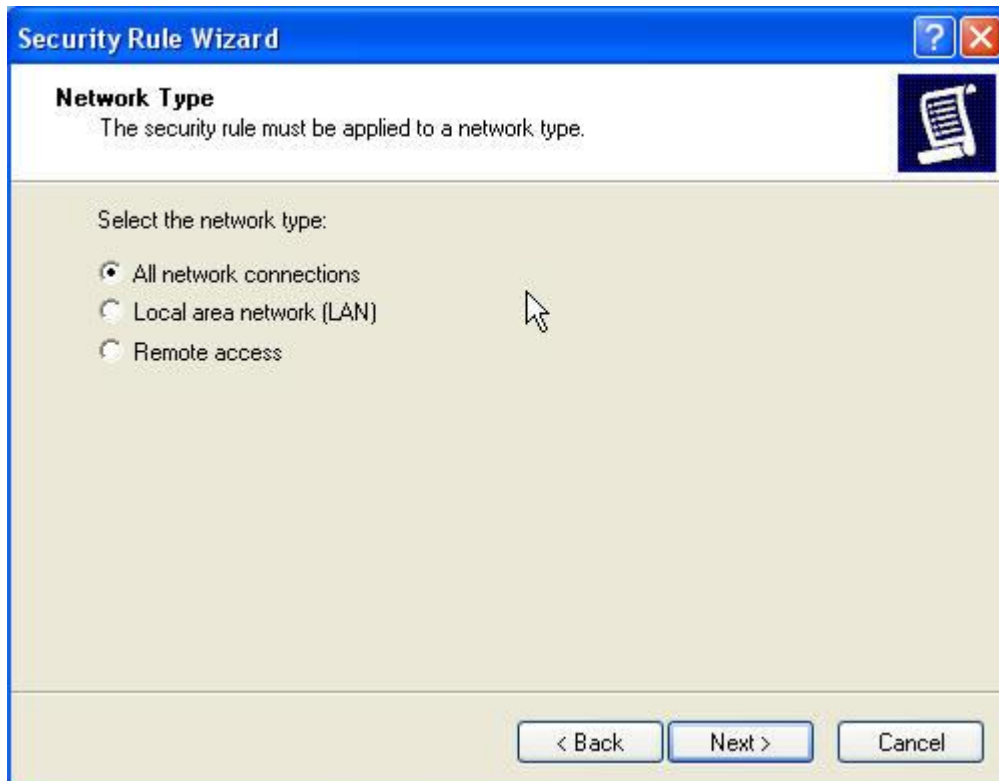 Security Rule Wizard
?
Network Type
The security rule must be applied to a network type.
Select the network type:
All network connections
Local area network (LAN)
Remote access
< Back Next > Cancel